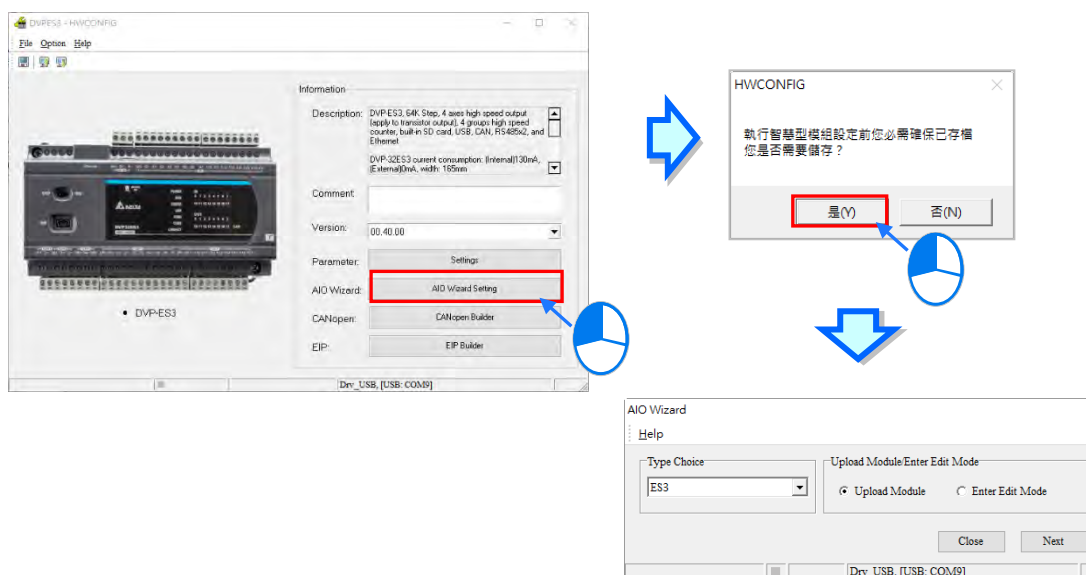 DVPES3 - HWCONFIG
File Option Help
Information
Description:
DVP-ES3, 64K Step, 4 axes high speed output
(apply to transistor output), 4 groups high speed
counter, built-in SD card, USB, CAN, RS485x2, and
Ethernet
DVP-32ES3 current consumption: (Internal)130mA,
(External)0mA, width: 165mm
Comment
Version:
00.40.00
Parameter:
Settings
AIO Wizard:
AIO Wizard Setting
CANopen:
CANopen Builder
EIP:
EIP Builder
• DVP-ES3
Drv_USB, [USB: COM9]
HWCONFIG
執行智慧型模組設定前您必需確保已存檔
您是否需要儲存？
是(Y)
否(N)
AIO Wizard
Help
Type Choice
ES3
Upload Module/Enter Edit Mode
Upload Module
Enter Edit Mode
Close
Next
Drv_USB, [USB: COM9]